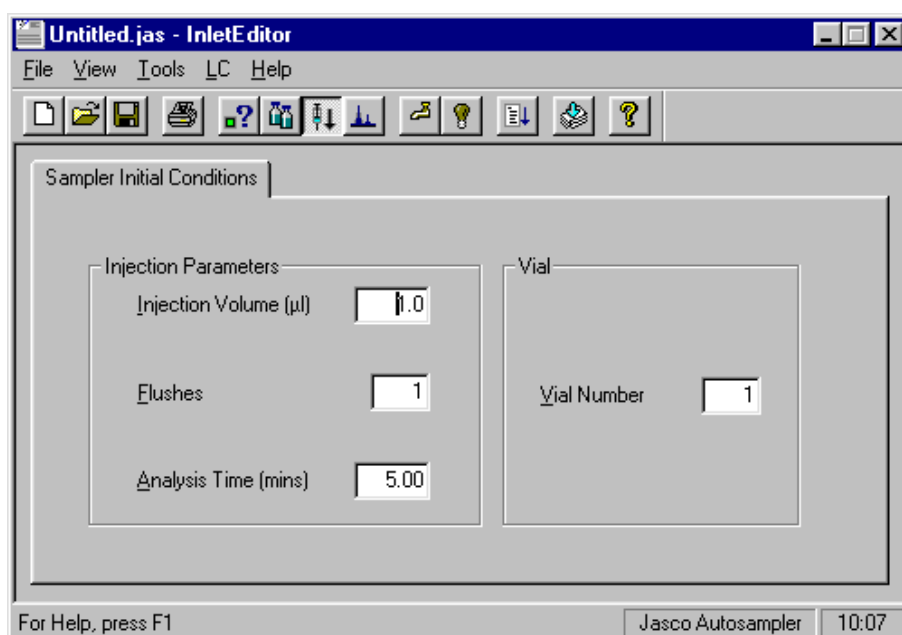 Untitled.jas - InletEditor
File View Tools LC Help
Sampler Initial Conditions
Injection Parameters
Injection Volume (µl) 1.0
Flushes 1
Analysis Time (mins) 5.00
Vial
Vial Number 1
For Help, press F1 Jasco Autosampler 10:07